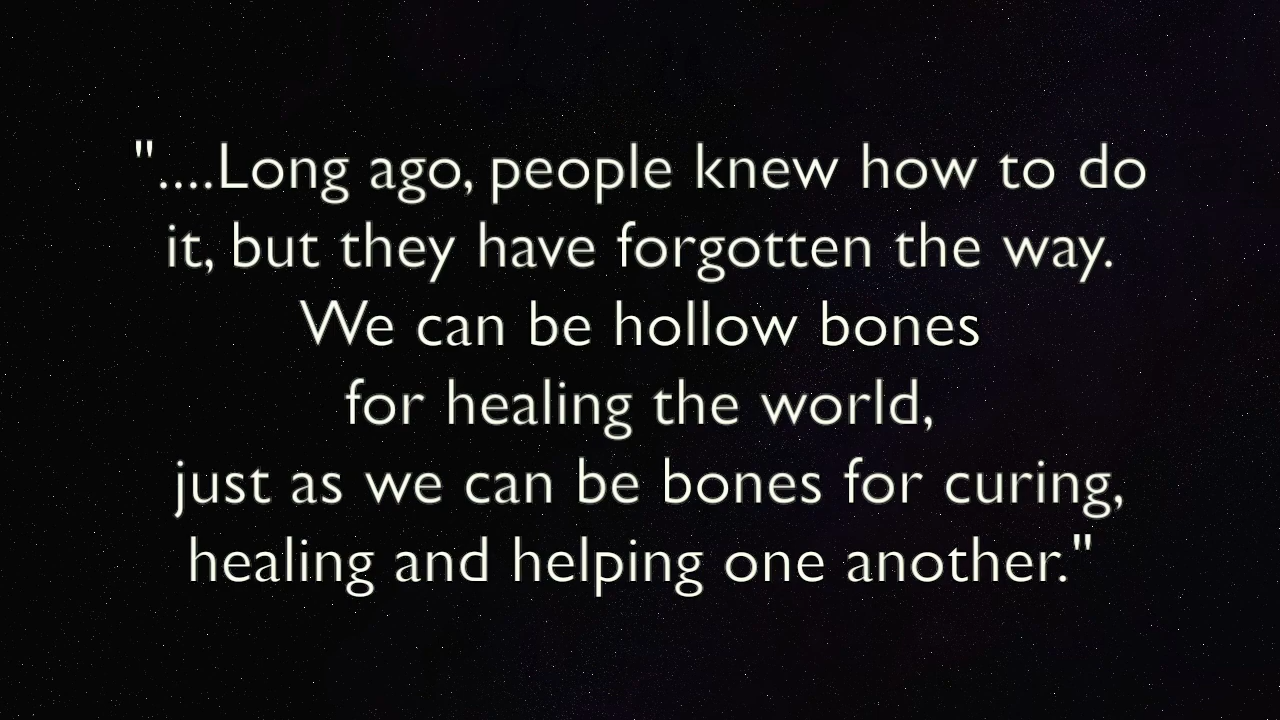 "....Long ago, people knew how to do
it, but they have forgotten the way.
We can be hollow bones
for healing the world,
just as we can be bones for curing,
healing and helping one another."